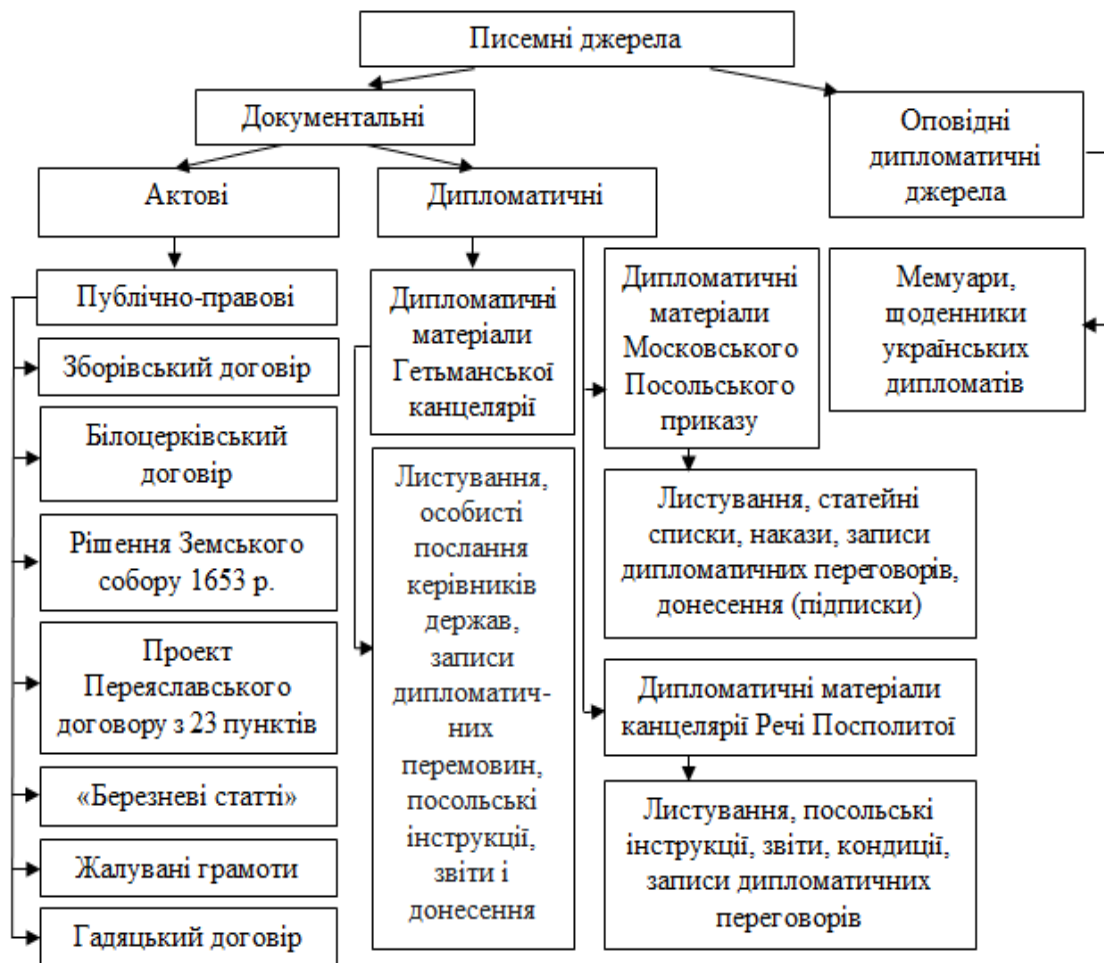 Писемні джерела
Документальні
Оповідні
дипломатичні
джерела
Актові
Дипломатичні
Публічно-правові
Зборівський договір
Білоцерківський
договір
Рішення Земського
собору 1653 р.
Проект
Переяславського
договору з 23 пунктів
«Березневі статті»
Жалувані грамоти
Гадяцький договір
Дипломатичні
матеріали
Гетьманської
канцелярії
Листування,
особисті
послання
керівників
держав,
записи
дипломатич-
них
перемовин,
посольські
інструкції,
звіти і
донесення
Дипломатичні
матеріали
Московського
Посольського
приказу
Листування, статейні
списки, накази, записи
дипломатичних переговорів,
донесення (підписки)
Дипломатичні матеріали
канцелярії Речі Посполитої
Листування, посольські
інструкції, звіти, кондиції,
записи дипломатичних
переговорів
Мемуари,
щоденники
українських
дипломатів